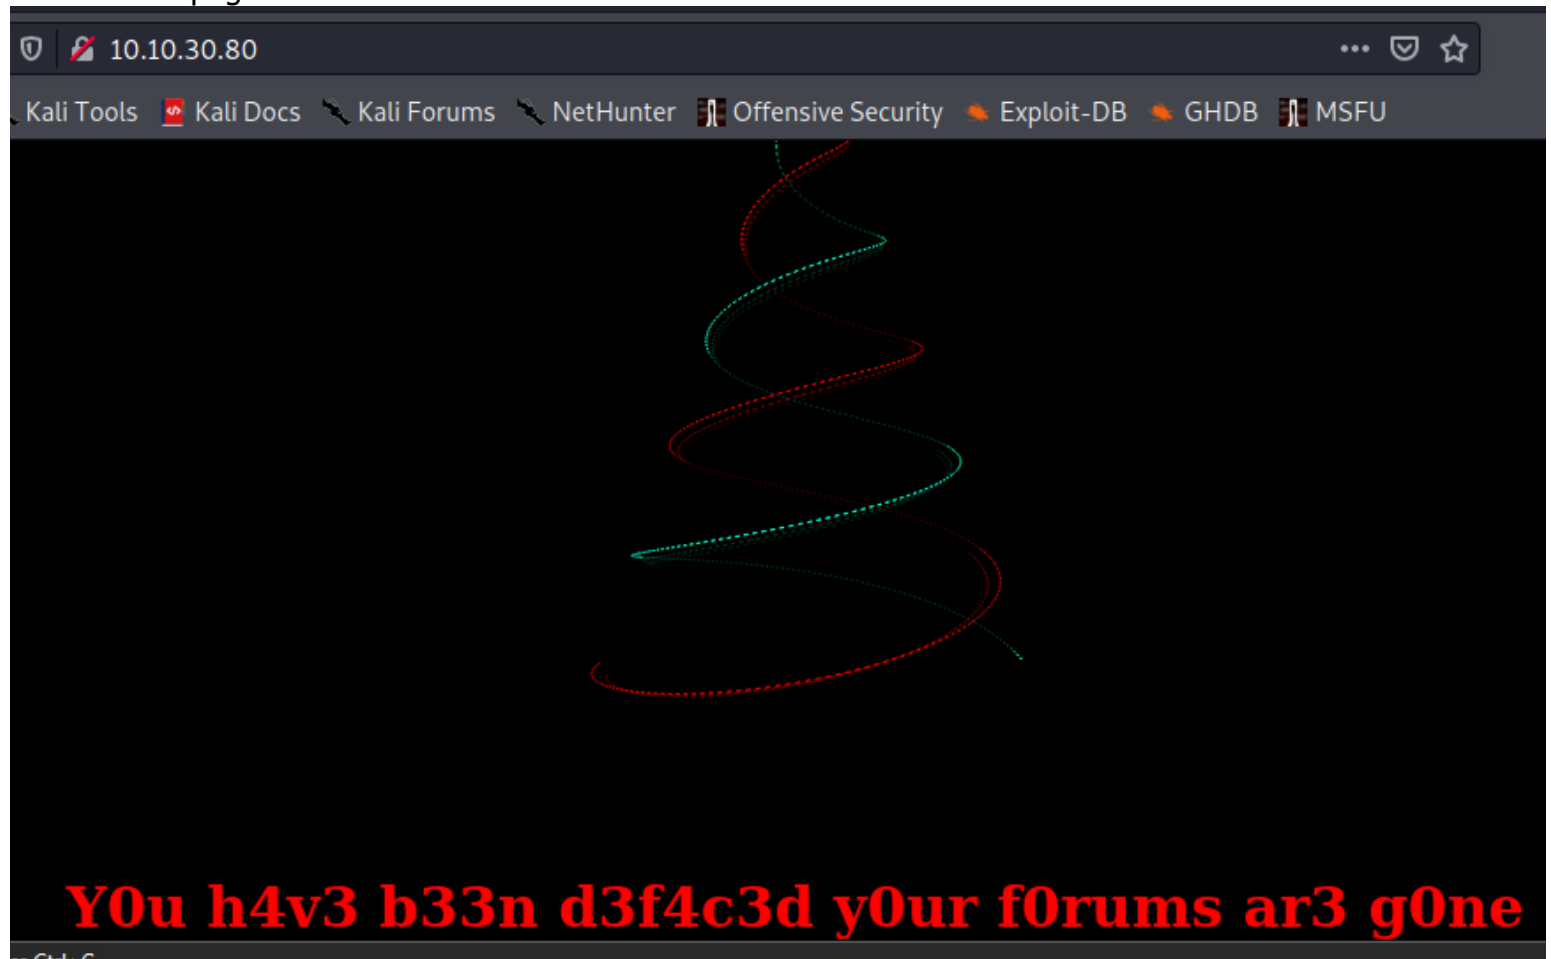 10.10.30.80
Kali Tools Kali Docs Kali Forums NetHunter Offensive Security Exploit-DB GHDB MSFU
Y0u h4v3 b33n d3f4c3d y0ur f0rums ar3 g0ne